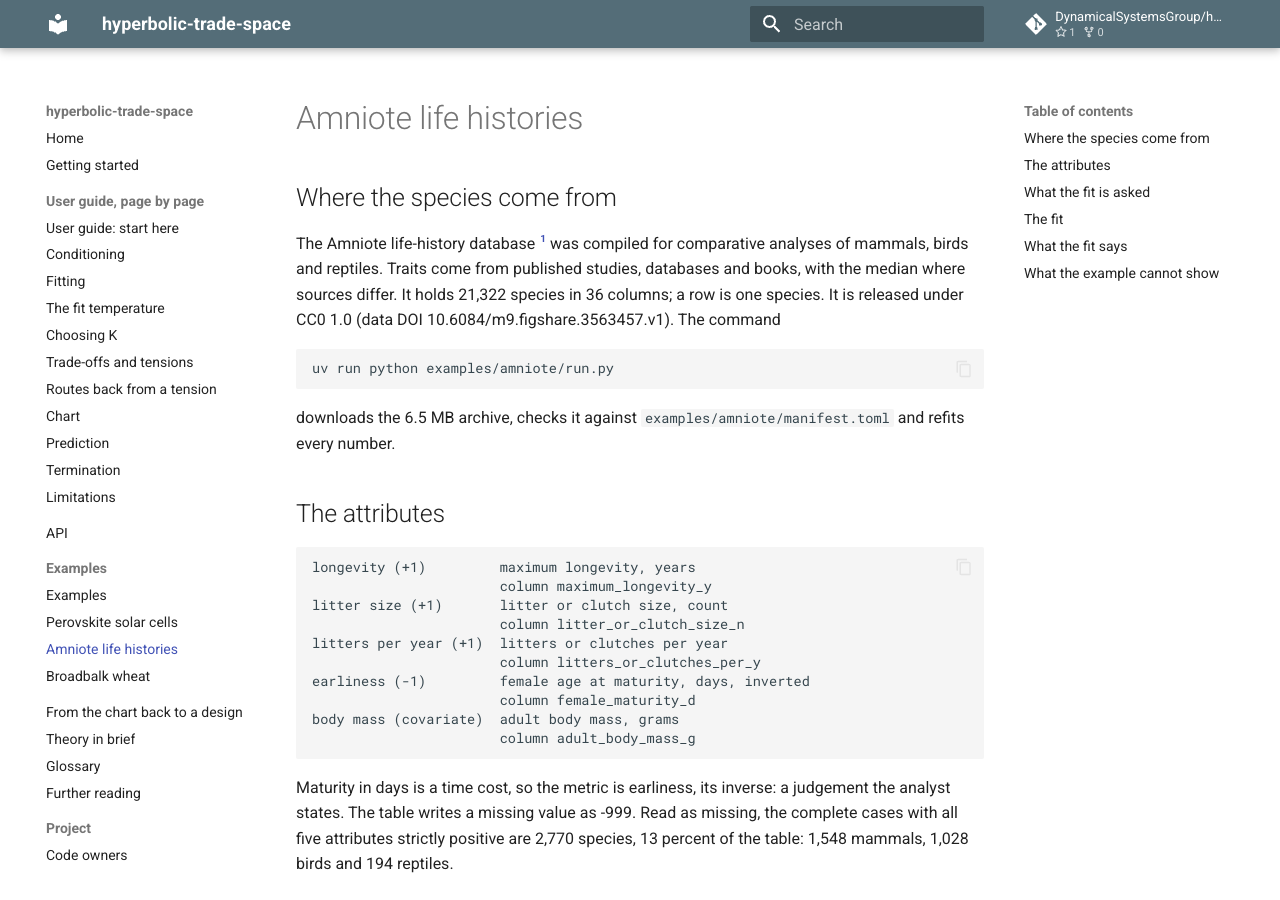 hyperbolic-trade-space
Search
DynamicalSystemsGroup/h...
1 0
hyperbolic-trade-space
Home
Getting started
User guide, page by page
User guide: start here
Conditioning
Fitting
The fit temperature
Choosing K
Trade-offs and tensions
Routes back from a tension
Chart
Prediction
Termination
Limitations
API
Examples
Examples
Perovskite solar cells
Amniote life histories
Broadbalk wheat
From the chart back to a design
Theory in brief
Glossary
Further reading
Project
Code owners
Amniote life histories
Where the species come from
The Amniote life-history database 1 was compiled for comparative analyses of mammals, birds
and reptiles. Traits come from published studies, databases and books, with the median where
sources differ. It holds 21,322 species in 36 columns; a row is one species. It is released under
CC0 1.0 (data DOI 10.6084/m9.figshare.3563457.v1). The command
uv run python examples/amniote/run.py
downloads the 6.5 MB archive, checks it against examples/amniote/manifest.toml and refits
every number.
The attributes
longevity (+1) maximum longevity, years
column maximum_longevity_y
litter size (+1) litter or clutch size, count
column litter_or_clutch_size_n
litters per year (+1) litters or clutches per year
column litters_or_clutches_per_y
earliness (-1) female age at maturity, days, inverted
column female_maturity_d
body mass (covariate) adult body mass, grams
column adult_body_mass_g
Maturity in days is a time cost, so the metric is earliness, its inverse: a judgement the analyst
states. The table writes a missing value as -999. Read as missing, the complete cases with all
five attributes strictly positive are 2,770 species, 13 percent of the table: 1,548 mammals, 1,028
birds and 194 reptiles.
Table of contents
Where the species come from
The attributes
What the fit is asked
The fit
What the fit says
What the example cannot show